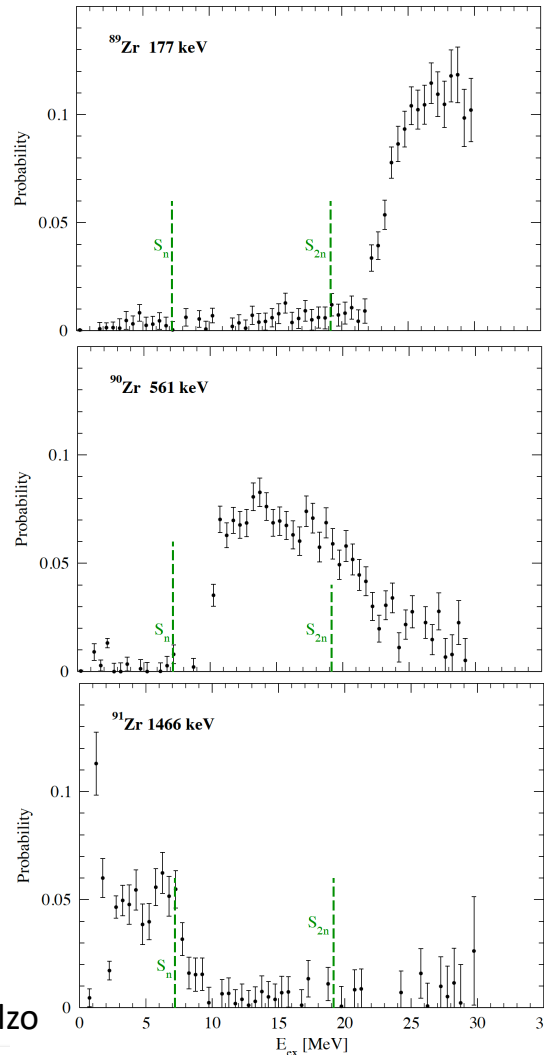 ⁸⁹Zr 177 keV
0.1
Probability
0.05
Sₙ
S₂ₙ
0
⁹⁰Zr 561 keV
0.1
Probability
0.05
Sₙ
S₂ₙ
0
⁹¹Zr 1466 keV
0.1
Probability
0.05
S₂ₙ
Sₙ
lzo
0
0 5 10 15 20 25 30 3
Eₑₓ [MeV]